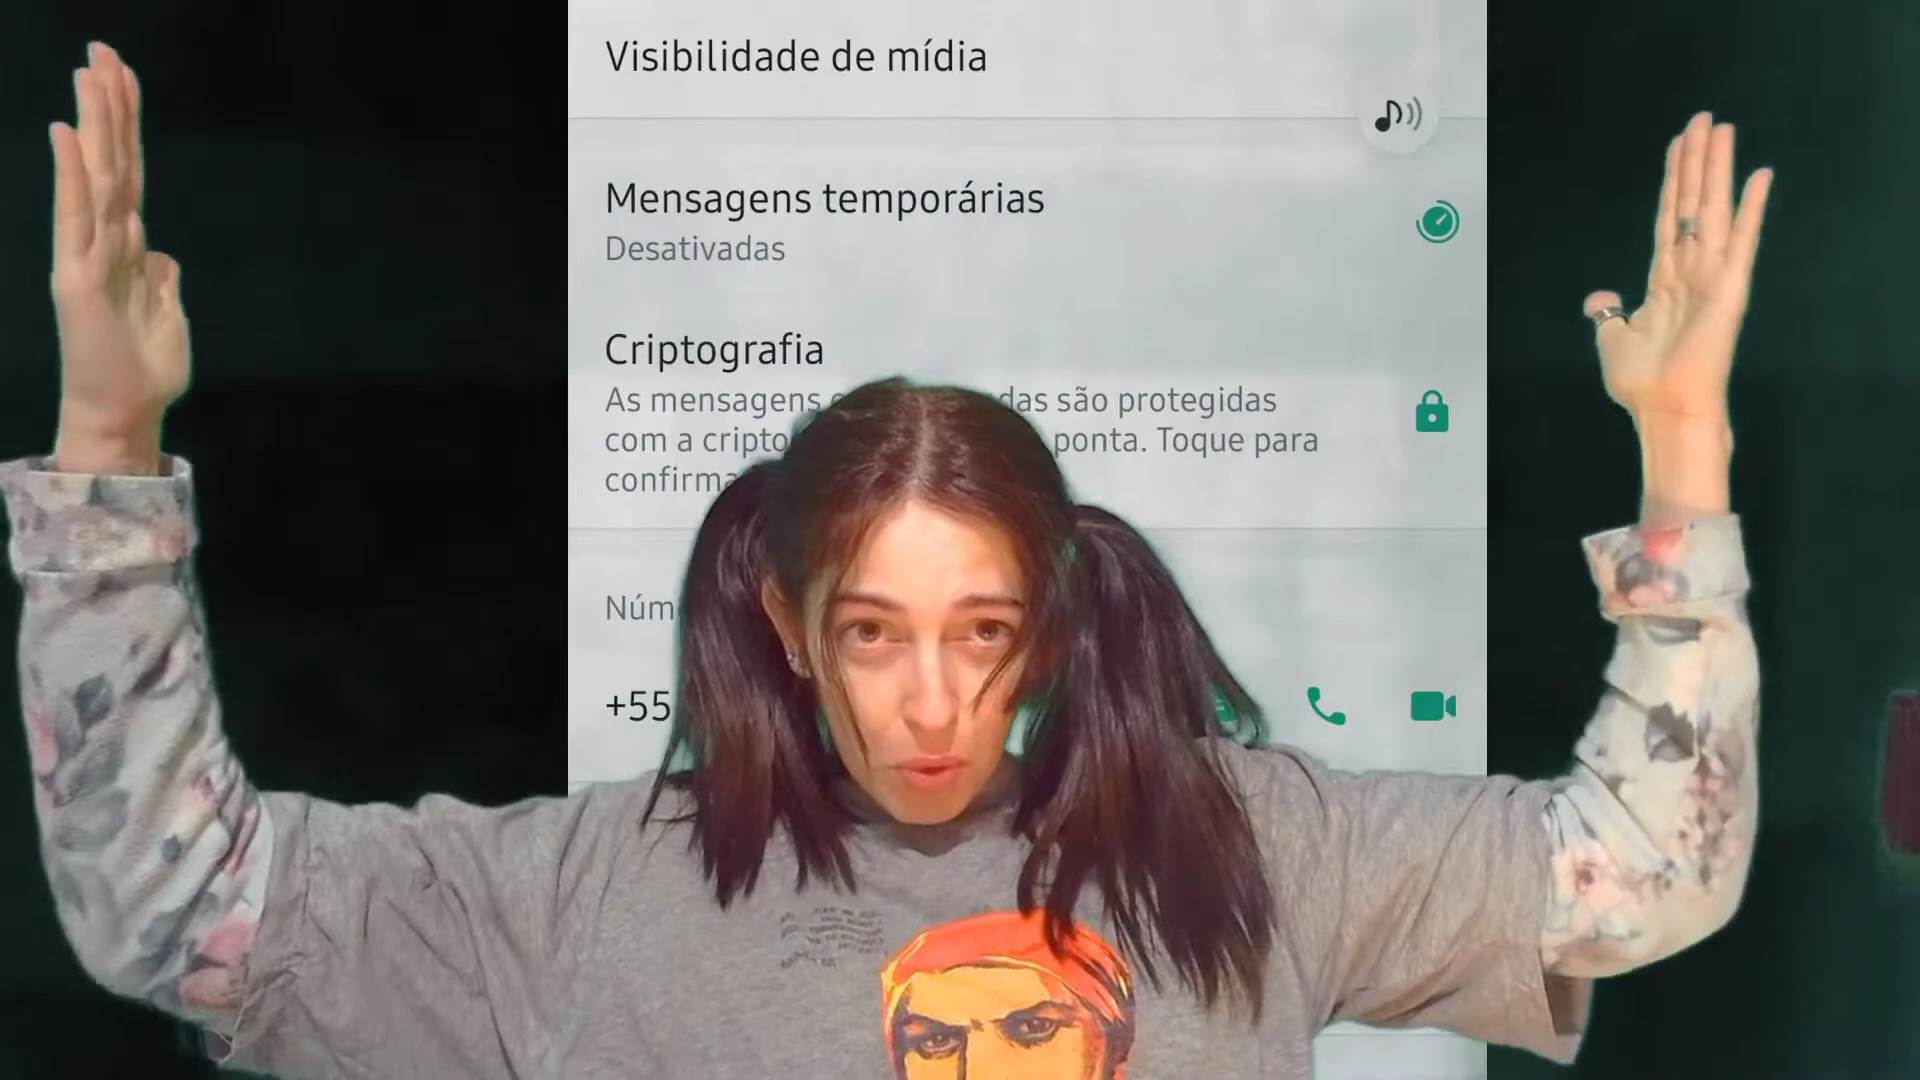 Visibilidade de mídia
Mensagens temporárias
Desativadas
Criptografia
As mensagens das são protegidas
com a cripto ponta. Toque para
confirma
Núm
+55